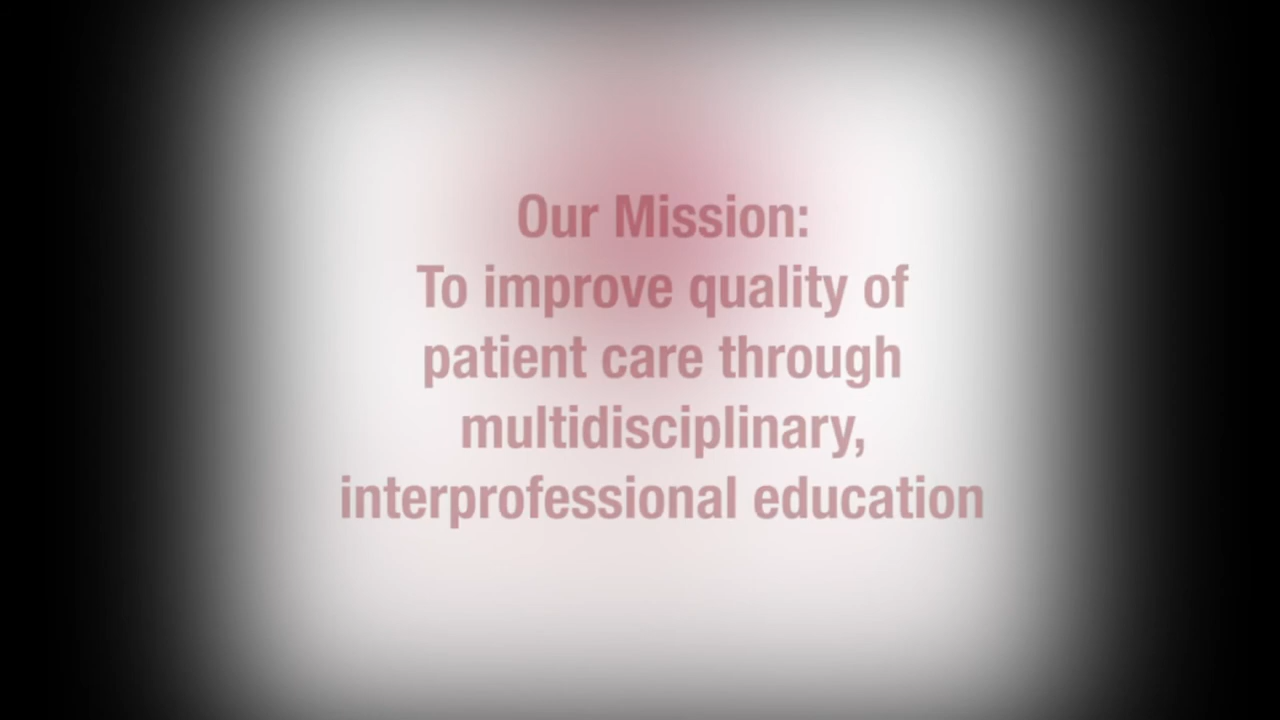 Our Mission:
To improve quality of
patient care through
multidisciplinary,
interprofessional education